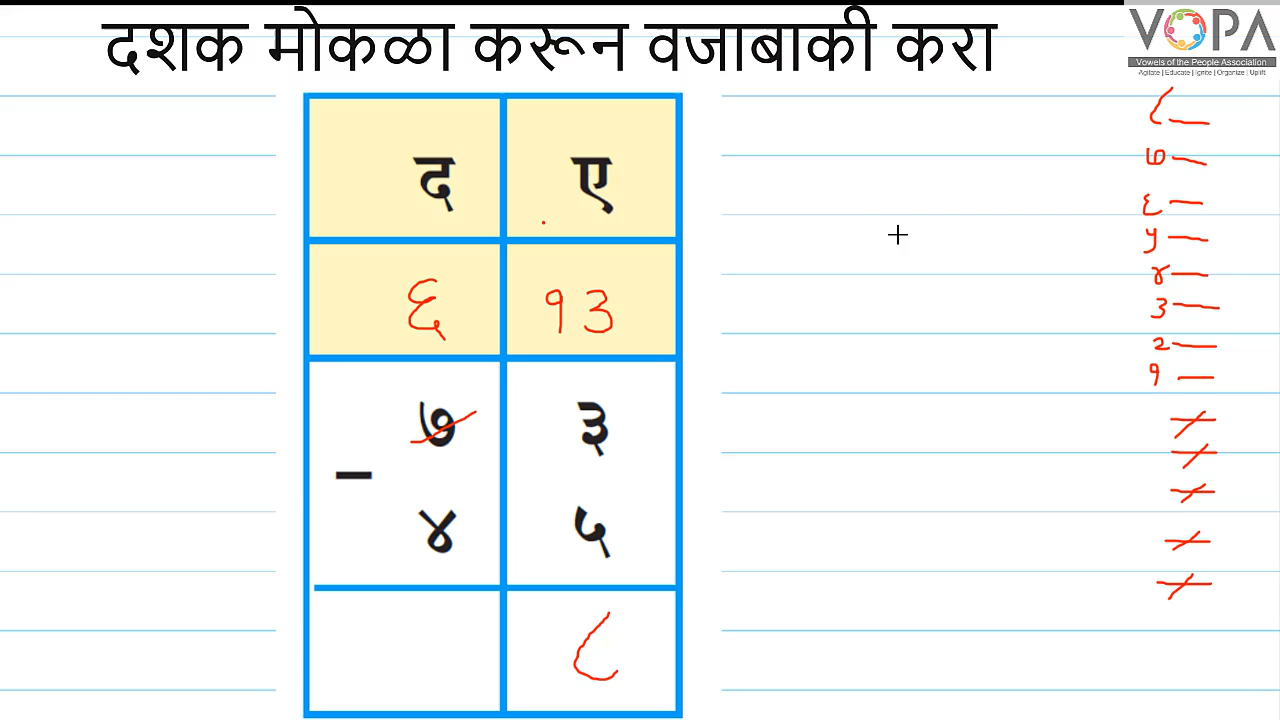 दशक मोकळा करून वजाबाकी करा
VOPA
Vowels of the People Association
Agitate | Educate | Ignite | Organize | Uplift
द ए
६ १३
७ ३
- ४ ५
८
८
७
६
५
४
३
२
१